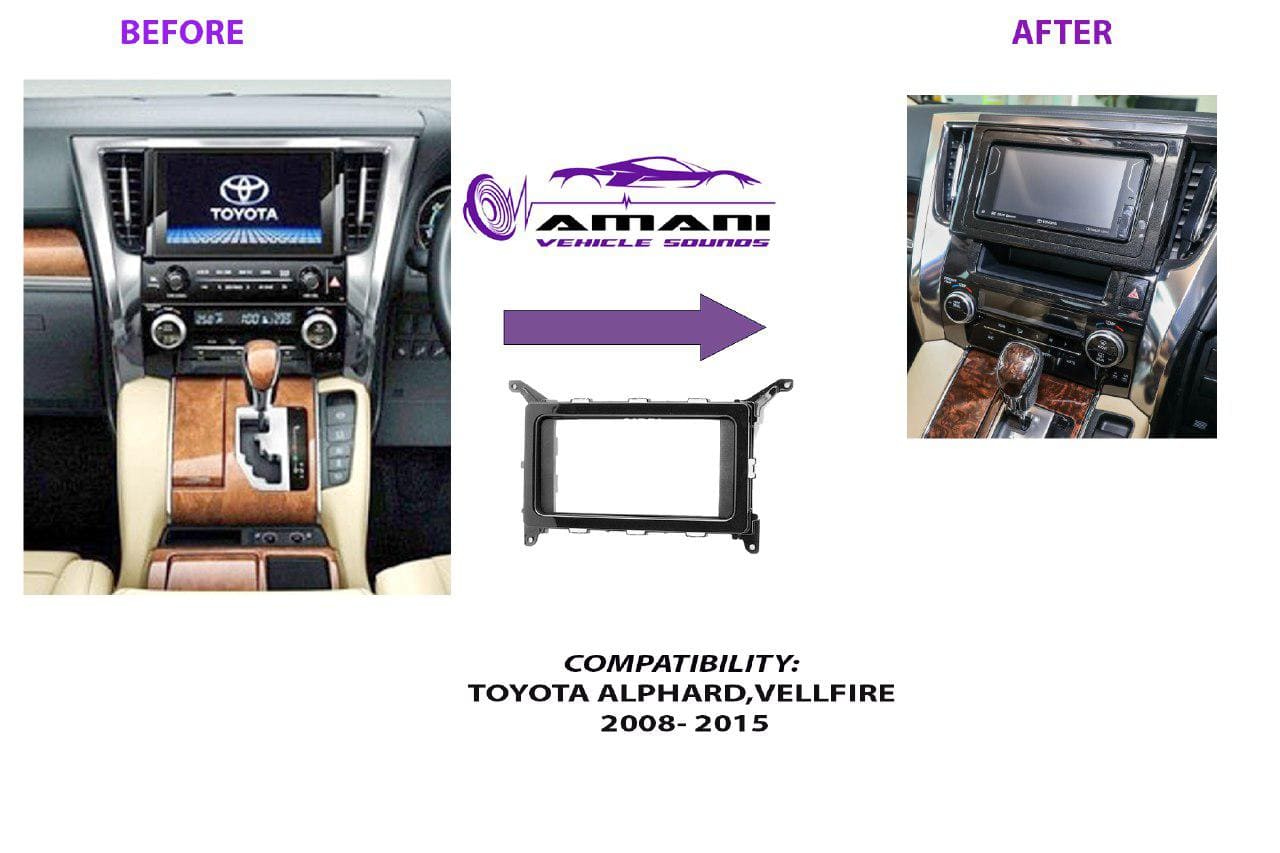 BEFORE
AFTER
TOYOTA
AMANI
VEHICLE SOUNDS
COMPATIBILITY:
TOYOTA ALPHARD,VELLFIRE
2008- 2015